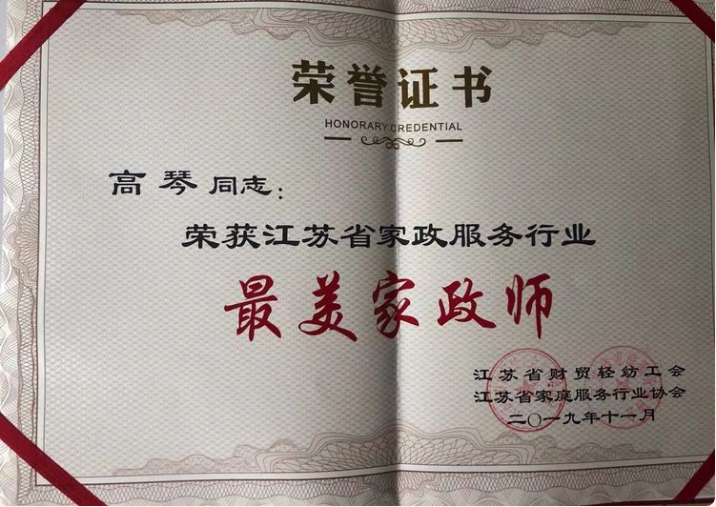 荣誉证书
HONORARY CREDENTIAL
高琴同志：
荣获江苏省家政服务行业
最美家政师
江苏省财贸轻纺工会
江苏省家庭服务行业协会
二〇一九年十一月